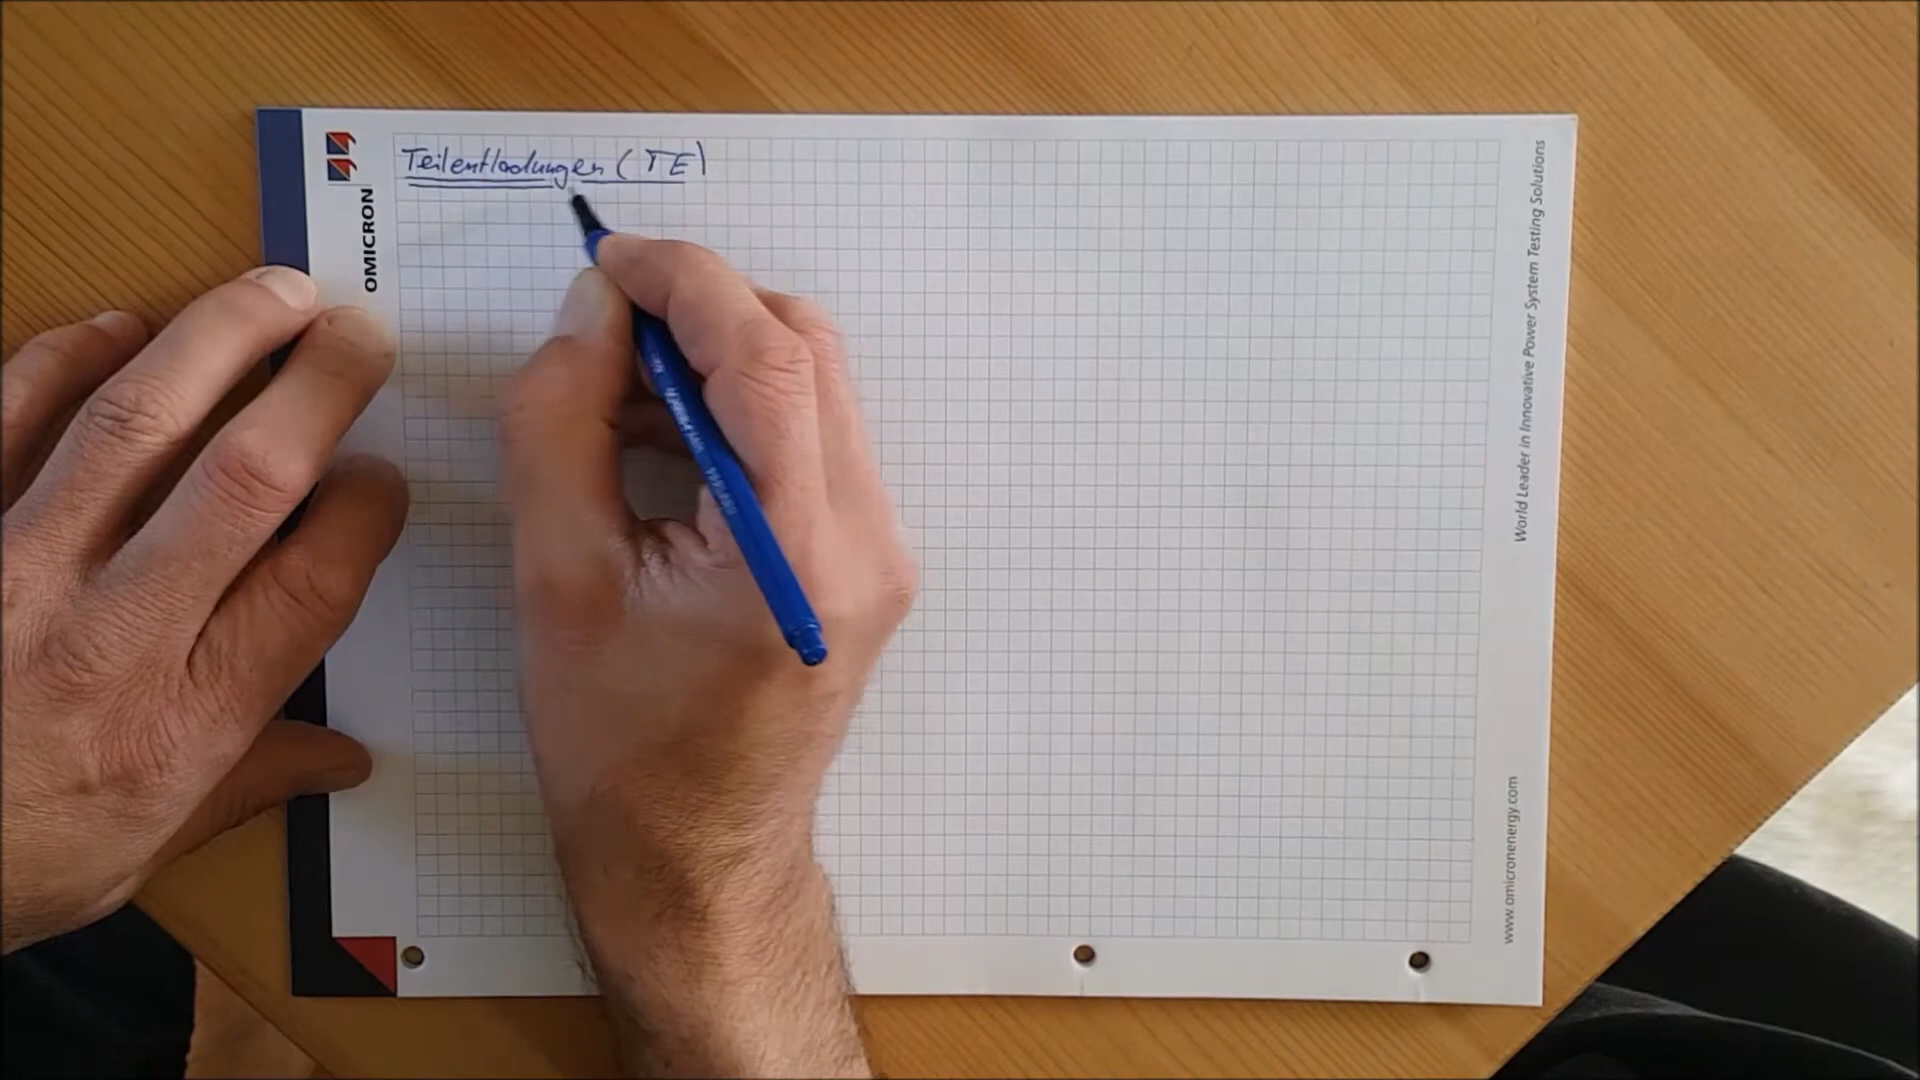 Teilentladungen (TE)
OMICRON
World Leader in Innovative Power System Testing Solutions
www.omicronenergy.com